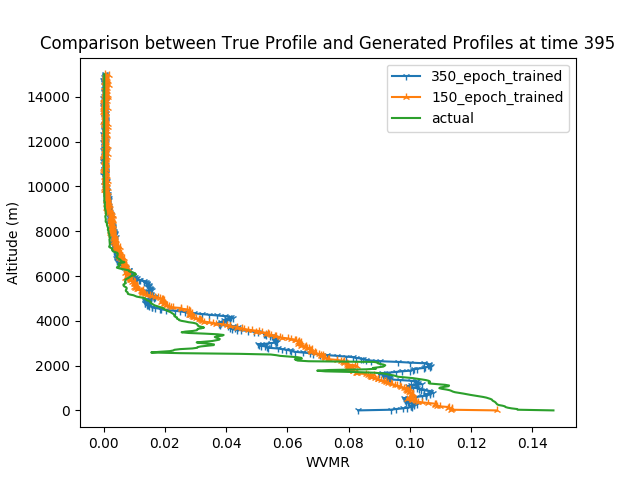 Comparison between True Profile and Generated Profiles at time 395
350_epoch_trained
150_epoch_trained
actual
14000
12000
10000
8000
6000
4000
2000
0
Altitude (m)
0.00 0.02 0.04 0.06 0.08 0.10 0.12 0.14
WVMR